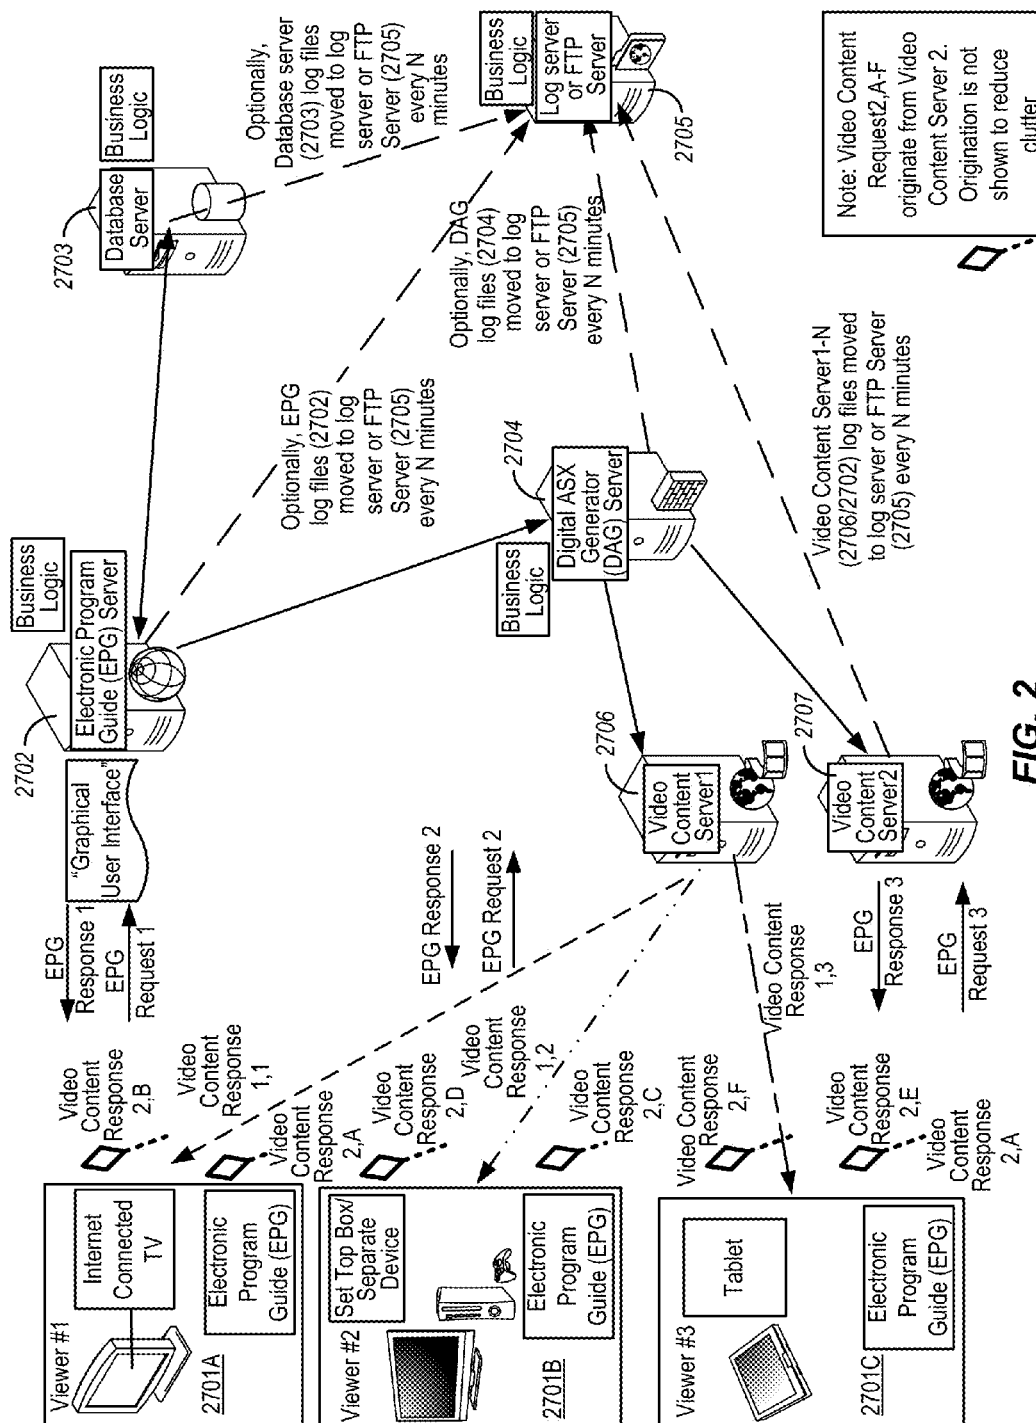 Viewer #1
Internet
Connected
TV
2701A
Electronic
Program
Guide (EPG)
Viewer #2
Set Top Box/
Separate
Device
2701B
Electronic
Program
Guide (EPG)
Viewer #3
Tablet
2701C
Electronic
Program
Guide (EPG)
Video
Content
Response
2,B
Video
Content
Response
1,1
Video
Content
Response
2,A
Video
Content
Response
2,D
Video
Content
Response
1,2
Video
Content
Response
2,C
Video Content
Response
2,F
Video
Content
Response
2,E
Video
Content
Response
2,A
EPG
Response 1
EPG
Request 1
EPG Response 2
EPG Request 2
Video Content
Response
1,3
EPG
Response 3
EPG
Request 3
"Graphical
User Interface"
2702
Electronic Program
Guide (EPG) Server
Business
Logic
2706
Video
Content
Server1
2707
Video
Content
Server2
Business
Logic
2704
Digital ASX
Generator
(DAG) Server
Optionally, EPG
log files (2702)
moved to log
server or FTP
Server (2705)
every N minutes
Optionally, DAG
log files (2704)
moved to log
server or FTP
Server (2705)
every N minutes
Video Content Server1-N
(2706/2702) log files moved
to log server or FTP Server
(2705) every N minutes
2703
Database
Server
Business
Logic
Optionally,
Database server
(2703) log files
moved to log
server or FTP
Server (2705)
every N
minutes
Business
Logic
Log server
or FTP
Server
2705
Note: Video Content
Request2,A-F
originate from Video
Content Server 2.
Origination is not
shown to reduce
clutter
FIG. 2